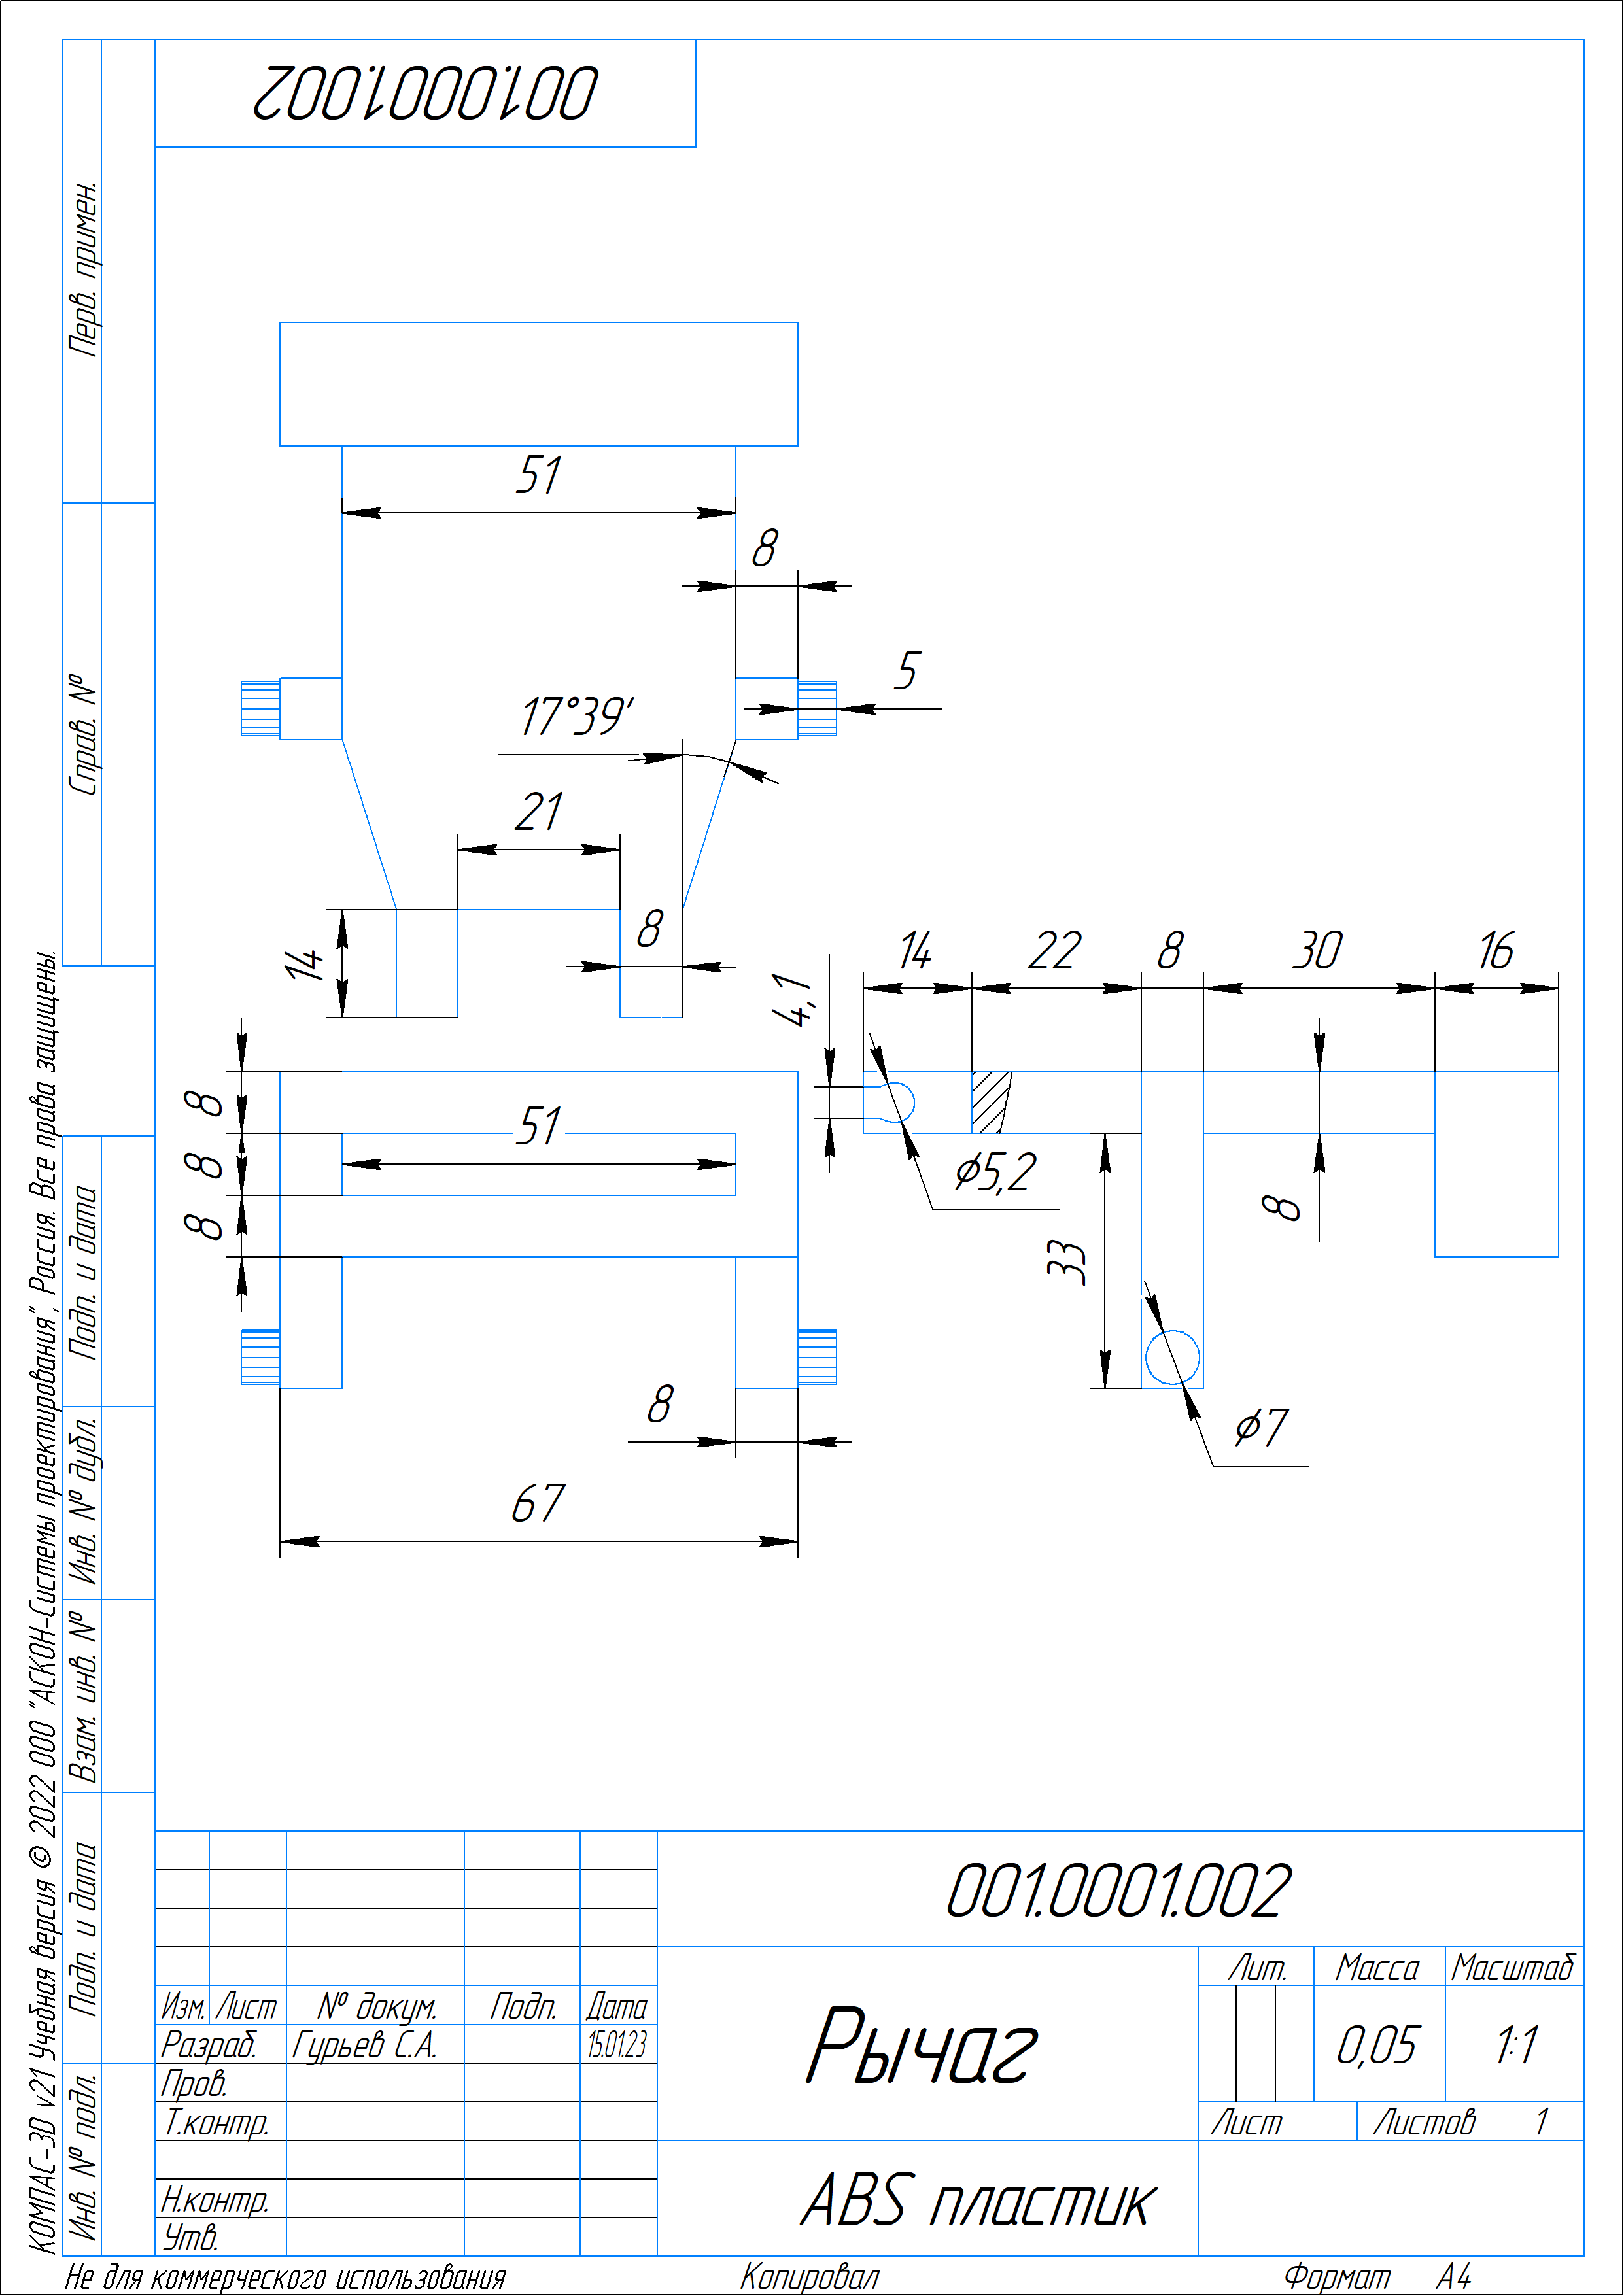 001.0001.002
Перв. примен.
Справ. №
Подп. и дата
Инв. № дубл.
Взам. инв. №
Подп. и дата
Инв. № подл.
КОМПАС-3D v21 Учебная версия © 2022 ООО "АСКОН-Системы проектирования", Россия. Все права защищены.
51
8
5
17°39'
21
8
14
14 22 8 30 16
4,1
8
51
8
8
⌀5,2
8
33
8
⌀7
67
001.0001.002
Лит. Масса Масштаб
Изм. Лист № докум. Подп. Дата
Разраб. Гурьев С.А. 15.01.23
Рычаг
0,05 1:1
Пров.
Т.контр.
Лист Листов 1
Н.контр.
Утв.
ABS пластик
Не для коммерческого использования Копировал Формат А4